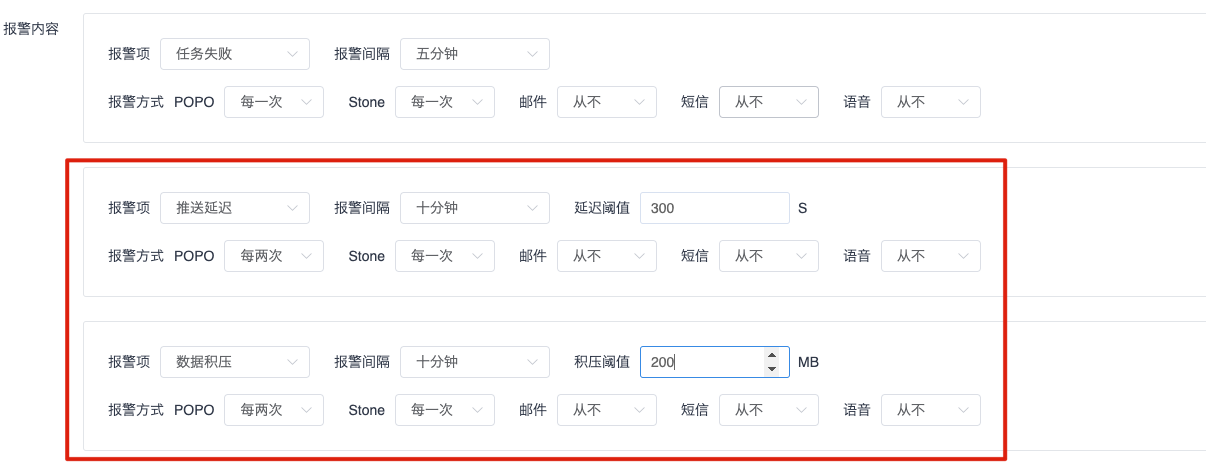 报警内容
报警项 任务失败 报警间隔 五分钟
报警方式 POPO 每一次 Stone 每一次 邮件 从不 短信 从不 语音 从不
报警项 推送延迟 报警间隔 十分钟 延迟阈值 300 S
报警方式 POPO 每两次 Stone 每一次 邮件 从不 短信 从不 语音 从不
报警项 数据积压 报警间隔 十分钟 积压阈值 200 MB
报警方式 POPO 每两次 Stone 每一次 邮件 从不 短信 从不 语音 从不